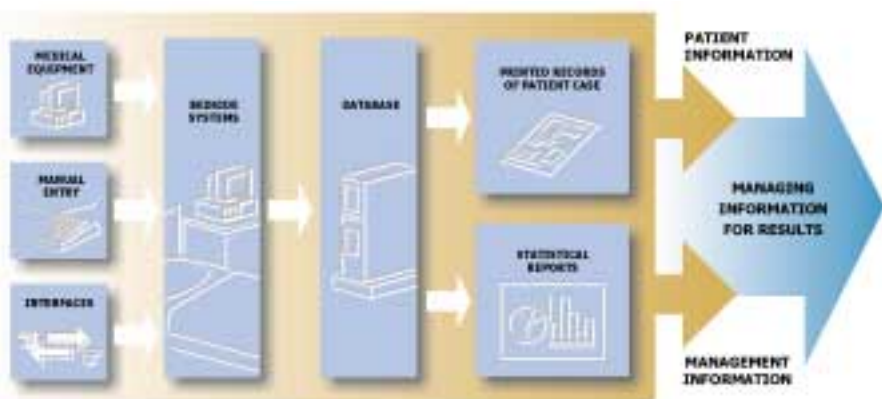 MEDICAL
EQUIPMENT
MANUAL
ENTRY
INTERFACES
BEDSIDE
SYSTEMS
DATABASE
PRINTED RECORDS
OF PATIENT CASE
STATISTICAL
REPORTS
PATIENT
INFORMATION
MANAGING
INFORMATION
FOR RESULTS
MANAGEMENT
INFORMATION